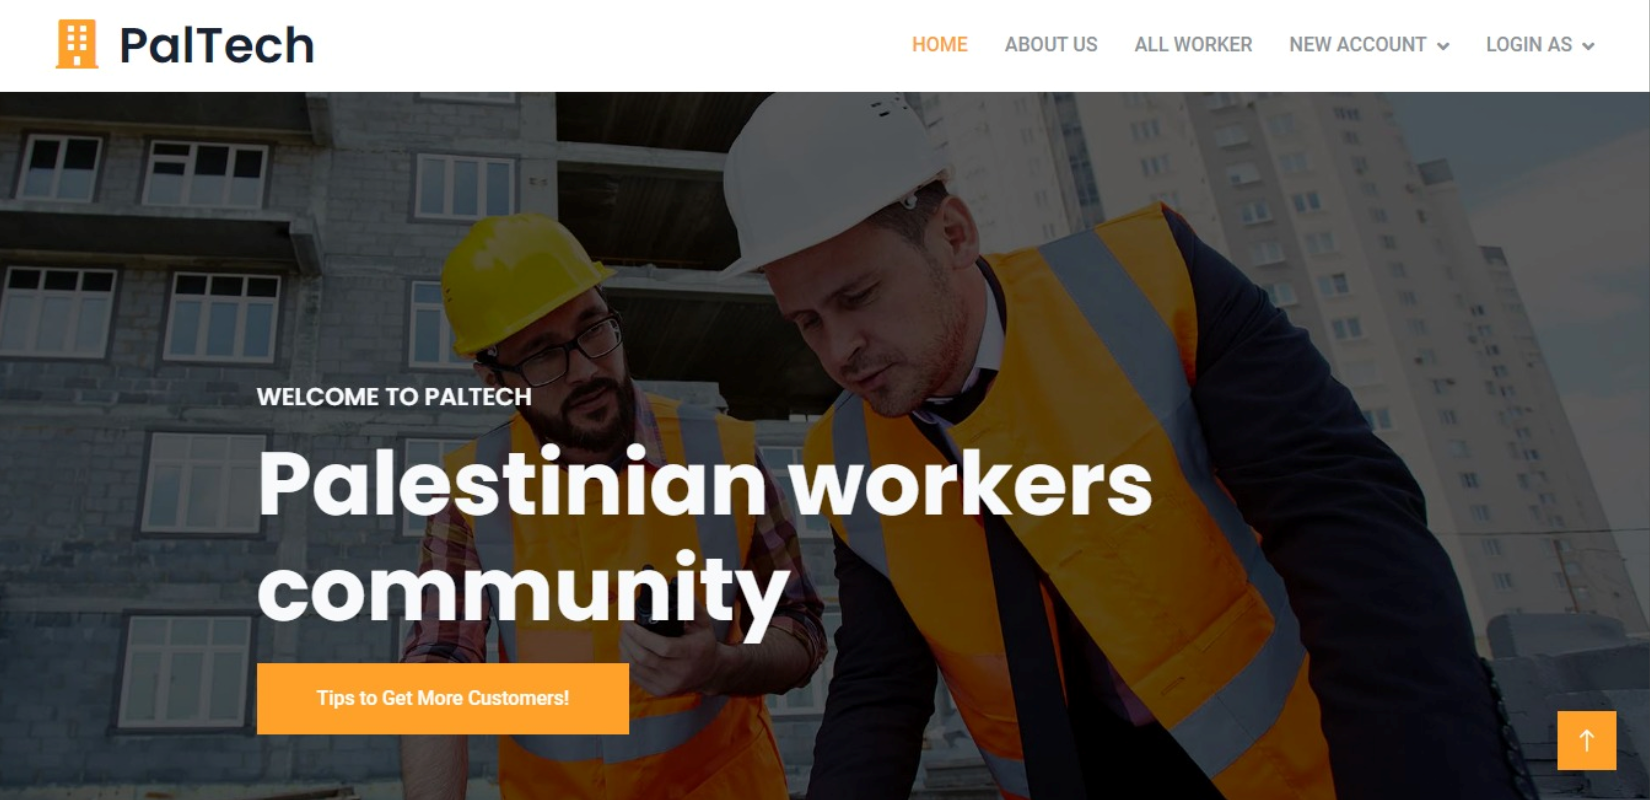 PalTech
HOME ABOUT US ALL WORKER NEW ACCOUNT LOGIN AS
WELCOME TO PALTECH
Palestinian workers
community
Tips to Get More Customers!